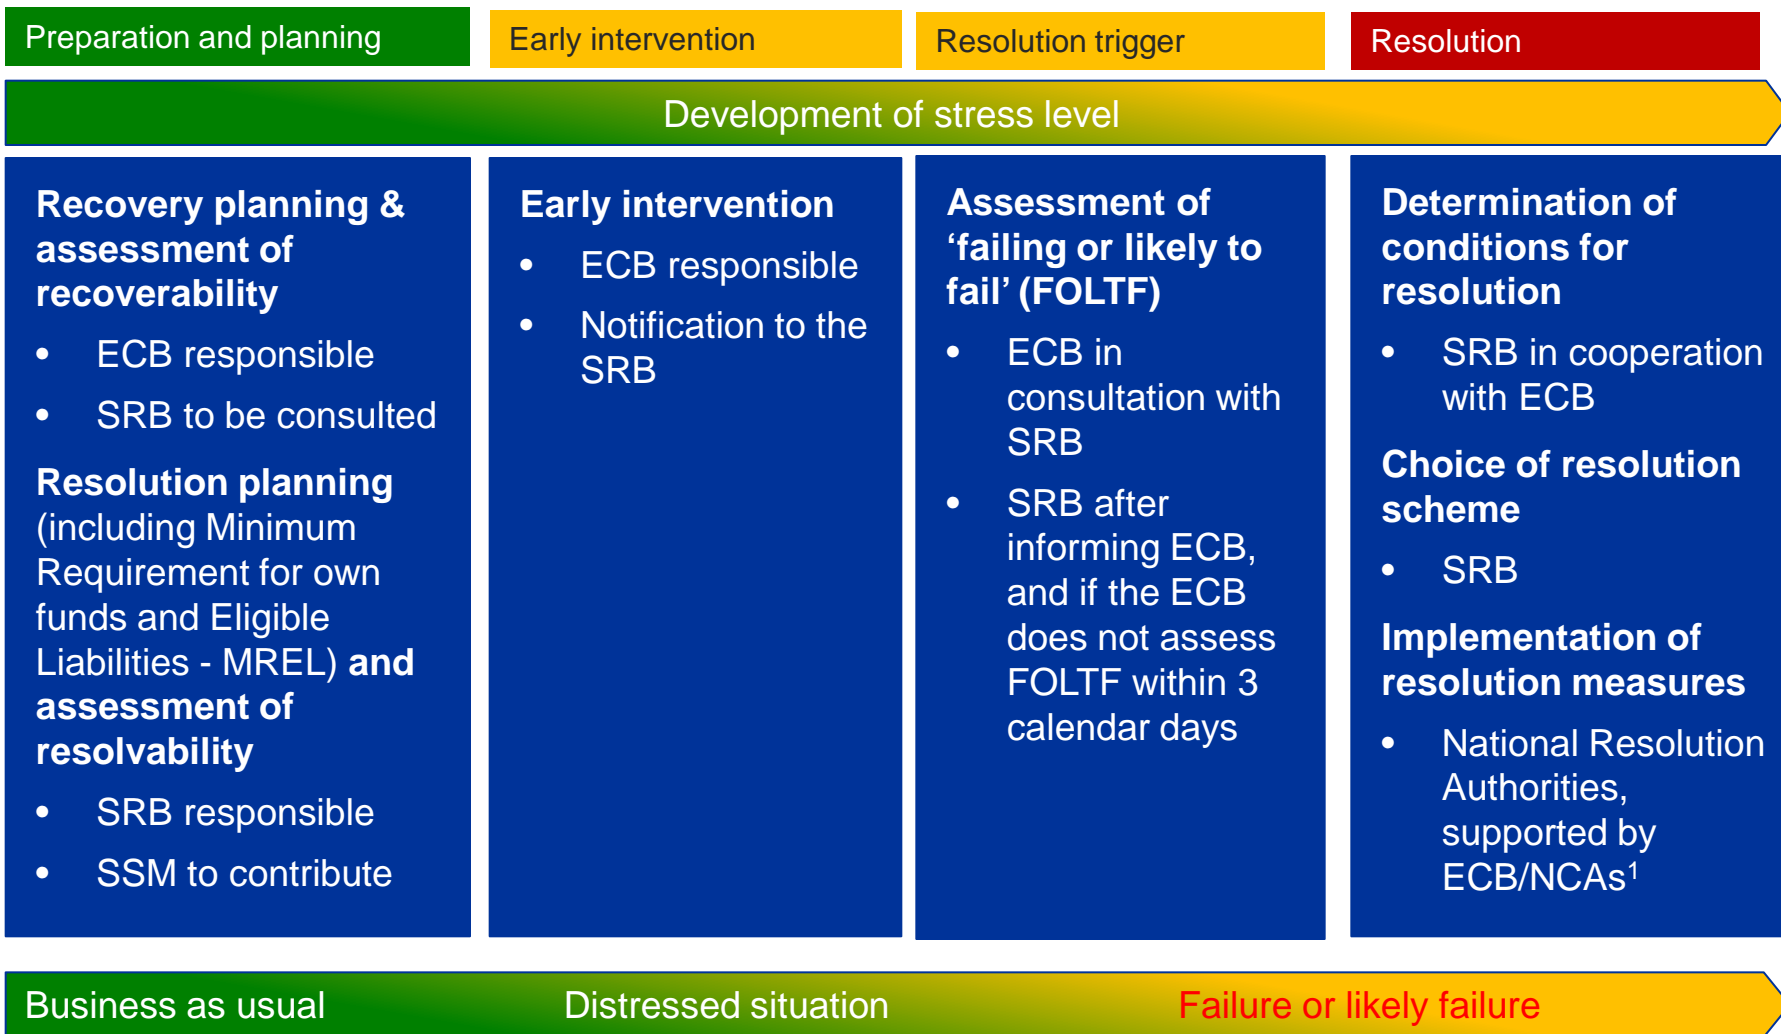 Preparation and planning
Early intervention
Resolution trigger
Resolution
Development of stress level
Recovery planning &
assessment of
recoverability
• ECB responsible
• SRB to be consulted
Resolution planning
(including Minimum
Requirement for own
funds and Eligible
Liabilities - MREL) and
assessment of
resolvability
• SRB responsible
• SSM to contribute
Early intervention
• ECB responsible
• Notification to the
SRB
Assessment of
‘failing or likely to
fail’ (FOLTF)
• ECB in
consultation with
SRB
• SRB after
informing ECB,
and if the ECB
does not assess
FOLTF within 3
calendar days
Determination of
conditions for
resolution
• SRB in cooperation
with ECB
Choice of resolution
scheme
• SRB
Implementation of
resolution measures
• National Resolution
Authorities,
supported by
ECB/NCAs¹
Business as usual
Distressed situation
Failure or likely failure